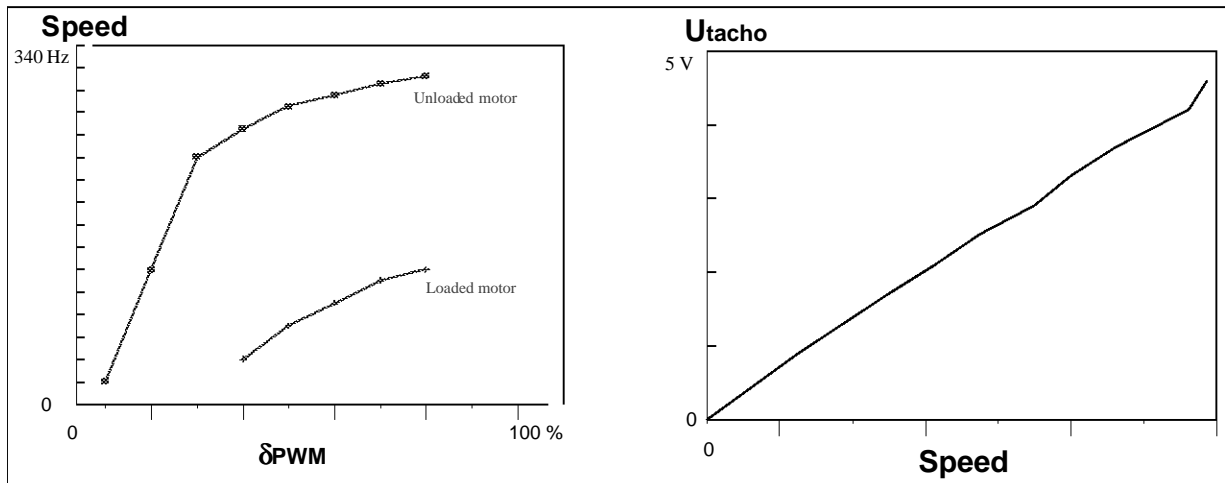 Speed
340 Hz
Unloaded motor
Loaded motor
0
0
100 %
δPWM
Utacho
5 V
0
0
Speed